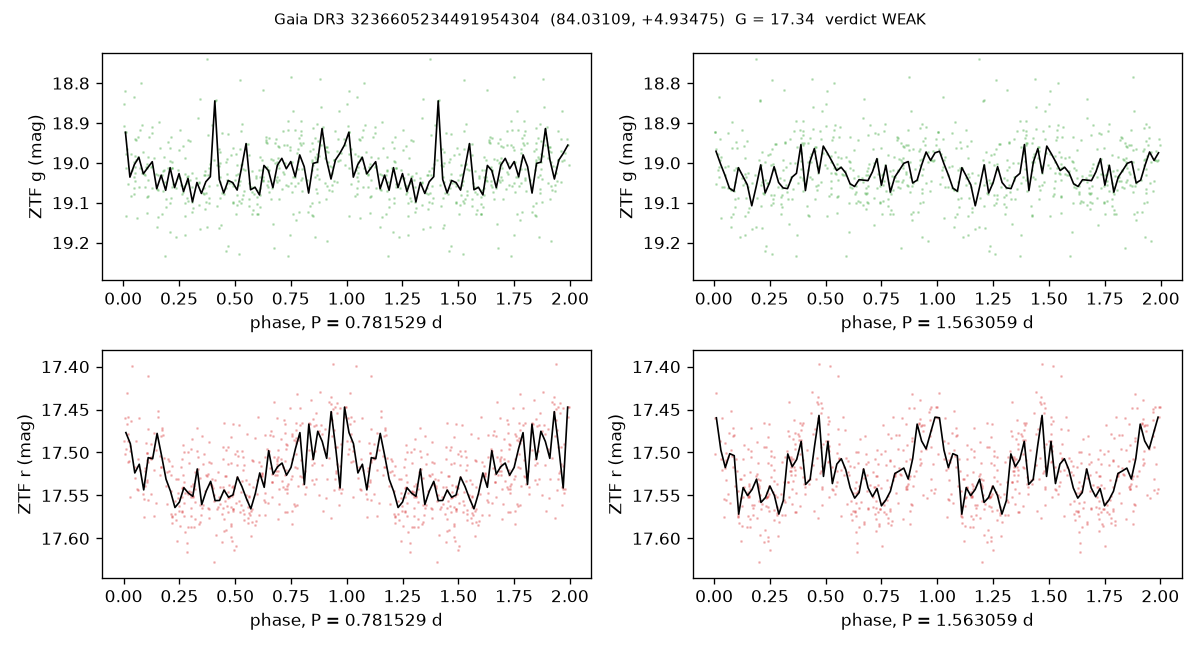 Gaia DR3 3236605234491954304  (84.03109, +4.93475)  G = 17.34  verdict WEAK
ZTF g (mag)
18.8
18.9
19.0
19.1
19.2
0.00 0.25 0.50 0.75 1.00 1.25 1.50 1.75 2.00
phase, P = 0.781529 d
ZTF g (mag)
18.8
18.9
19.0
19.1
19.2
0.00 0.25 0.50 0.75 1.00 1.25 1.50 1.75 2.00
phase, P = 1.563059 d
ZTF r (mag)
17.40
17.45
17.50
17.55
17.60
0.00 0.25 0.50 0.75 1.00 1.25 1.50 1.75 2.00
phase, P = 0.781529 d
ZTF r (mag)
17.40
17.45
17.50
17.55
17.60
0.00 0.25 0.50 0.75 1.00 1.25 1.50 1.75 2.00
phase, P = 1.563059 d